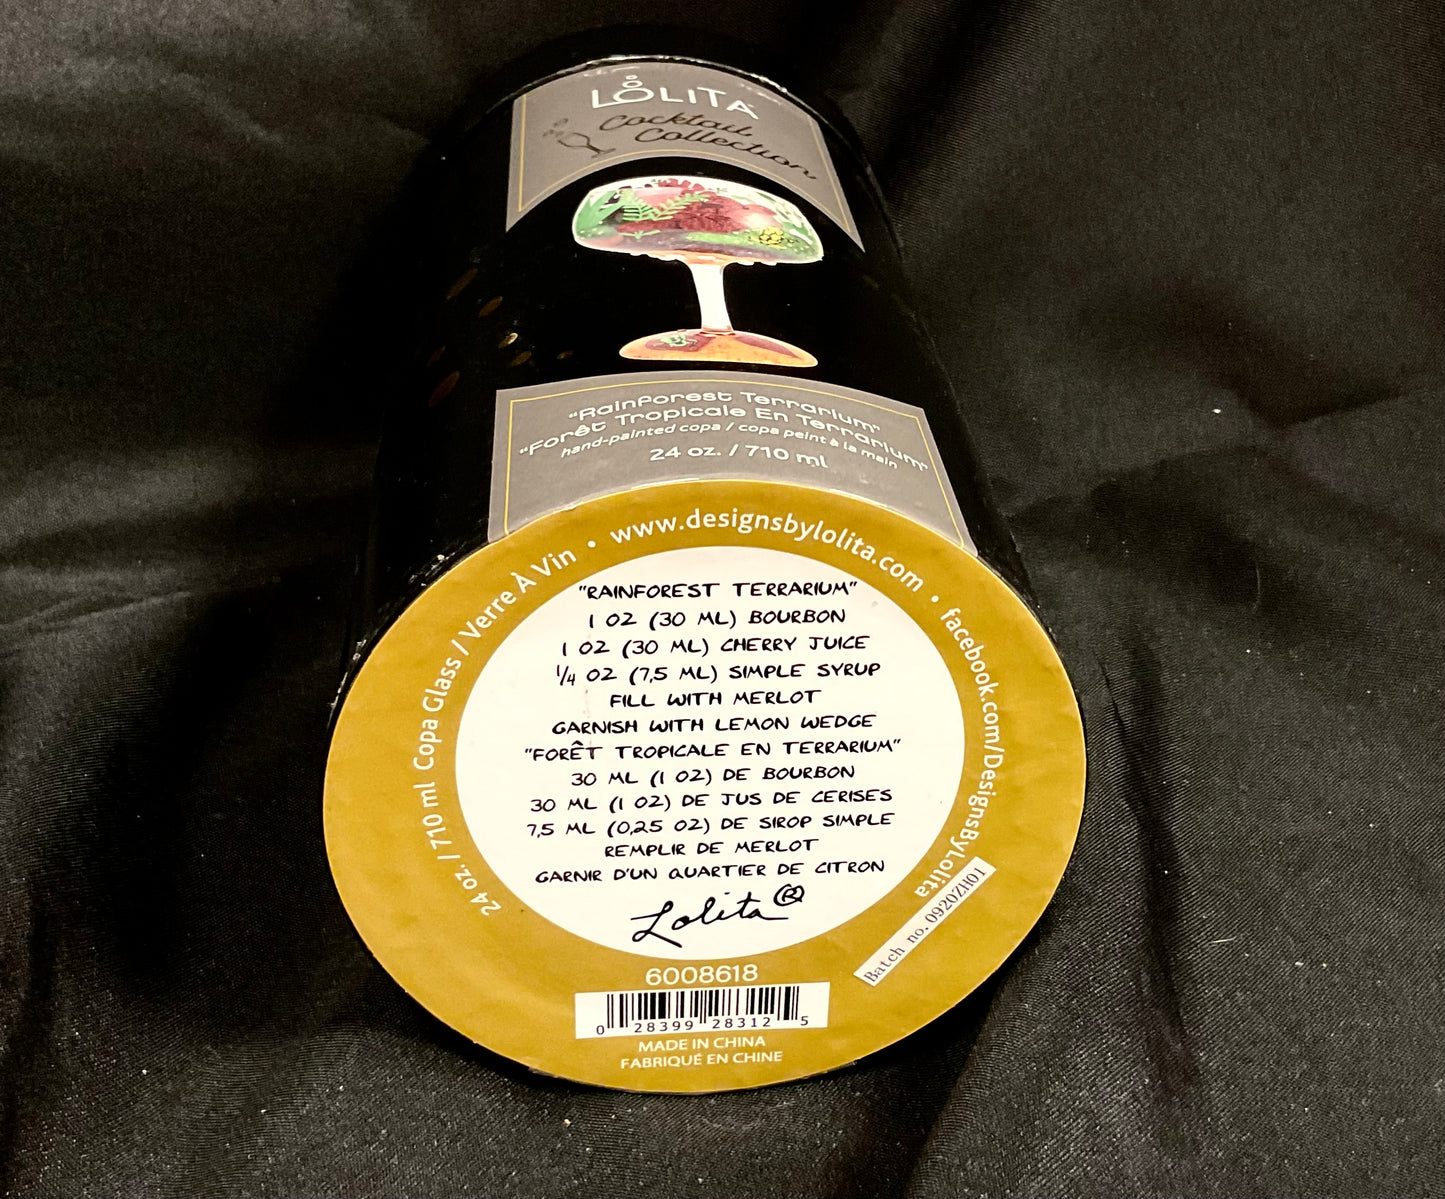 LOLITA
Cocktail
Collection
"Rainforest Terrarium"
"Forêt Tropicale En Terrarium"
hand-painted copa / copa peint à la main
24 oz. / 710 ml
24 oz. / 710 ml Copa Glass / Verre À Vin • www.designsbylolita.com • facebook.com/DesignsByLolita
"RAINFOREST TERRARIUM"
1 OZ (30 ML) BOURBON
1 OZ (30 ML) CHERRY JUICE
1/4 OZ (7,5 ML) SIMPLE SYRUP
FILL WITH MERLOT
GARNISH WITH LEMON WEDGE
"FORÊT TROPICALE EN TERRARIUM"
30 ML (1 OZ) DE BOURBON
30 ML (1 OZ) DE JUS DE CERISES
7,5 ML (0,25 OZ) DE SIROP SIMPLE
REMPLIR DE MERLOT
GARNIR D'UN QUARTIER DE CITRON
Lolita ®
Batch no. 0920ZH01
6008618
0 28399 28312 5
MADE IN CHINA
FABRIQUÉ EN CHINE